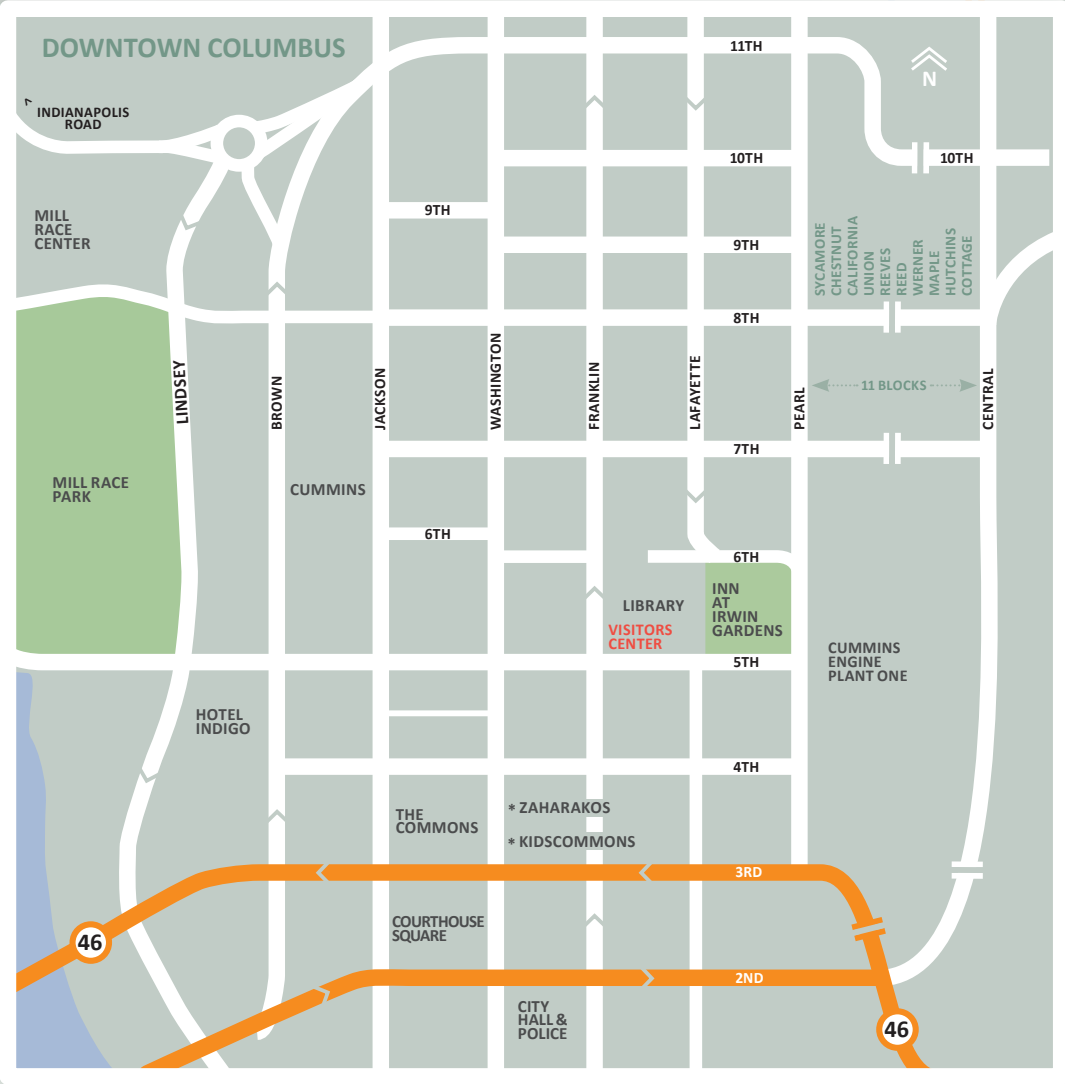 DOWNTOWN COLUMBUS
11TH
N
INDIANAPOLIS
ROAD
10TH
10TH
MILL
RACE
CENTER
9TH
9TH
SYCAMORE
CHESTNUT
CALIFORNIA
UNION
REEVES
REED
WERNER
MAPLE
HUTCHINS
COTTAGE
8TH
LINDSEY
BROWN
JACKSON
WASHINGTON
FRANKLIN
LAFAYETTE
PEARL
11 BLOCKS
CENTRAL
7TH
MILL RACE
PARK
CUMMINS
6TH
6TH
LIBRARY
VISITORS
CENTER
INN
AT
IRWIN
GARDENS
5TH
CUMMINS
ENGINE
PLANT ONE
HOTEL
INDIGO
4TH
THE
COMMONS
* ZAHARAKOS
* KIDSCOMMONS
3RD
COURTHOUSE
SQUARE
46
2ND
CITY
HALL &
POLICE
46